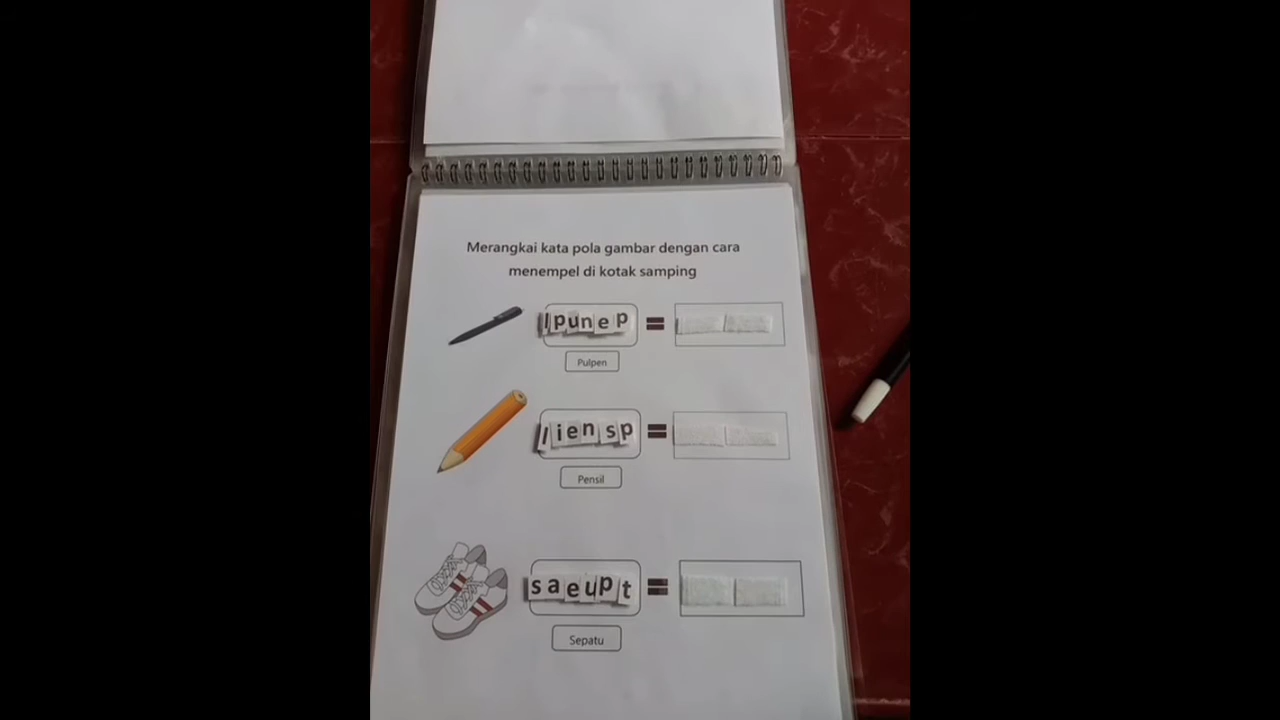 Merangkai kata pola gambar dengan cara
menempel di kotak samping
lpunep =
Pulpen
liensp =
Pensil
saeupt =
Sepatu